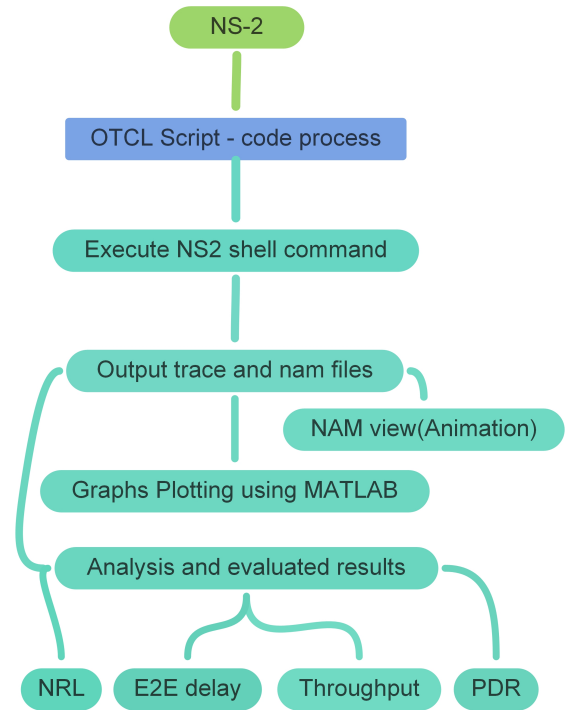 NS-2
OTCL Script - code process
Execute NS2 shell command
Output trace and nam files
NAM view(Animation)
Graphs Plotting using MATLAB
Analysis and evaluated results
NRL
E2E delay
Throughput
PDR